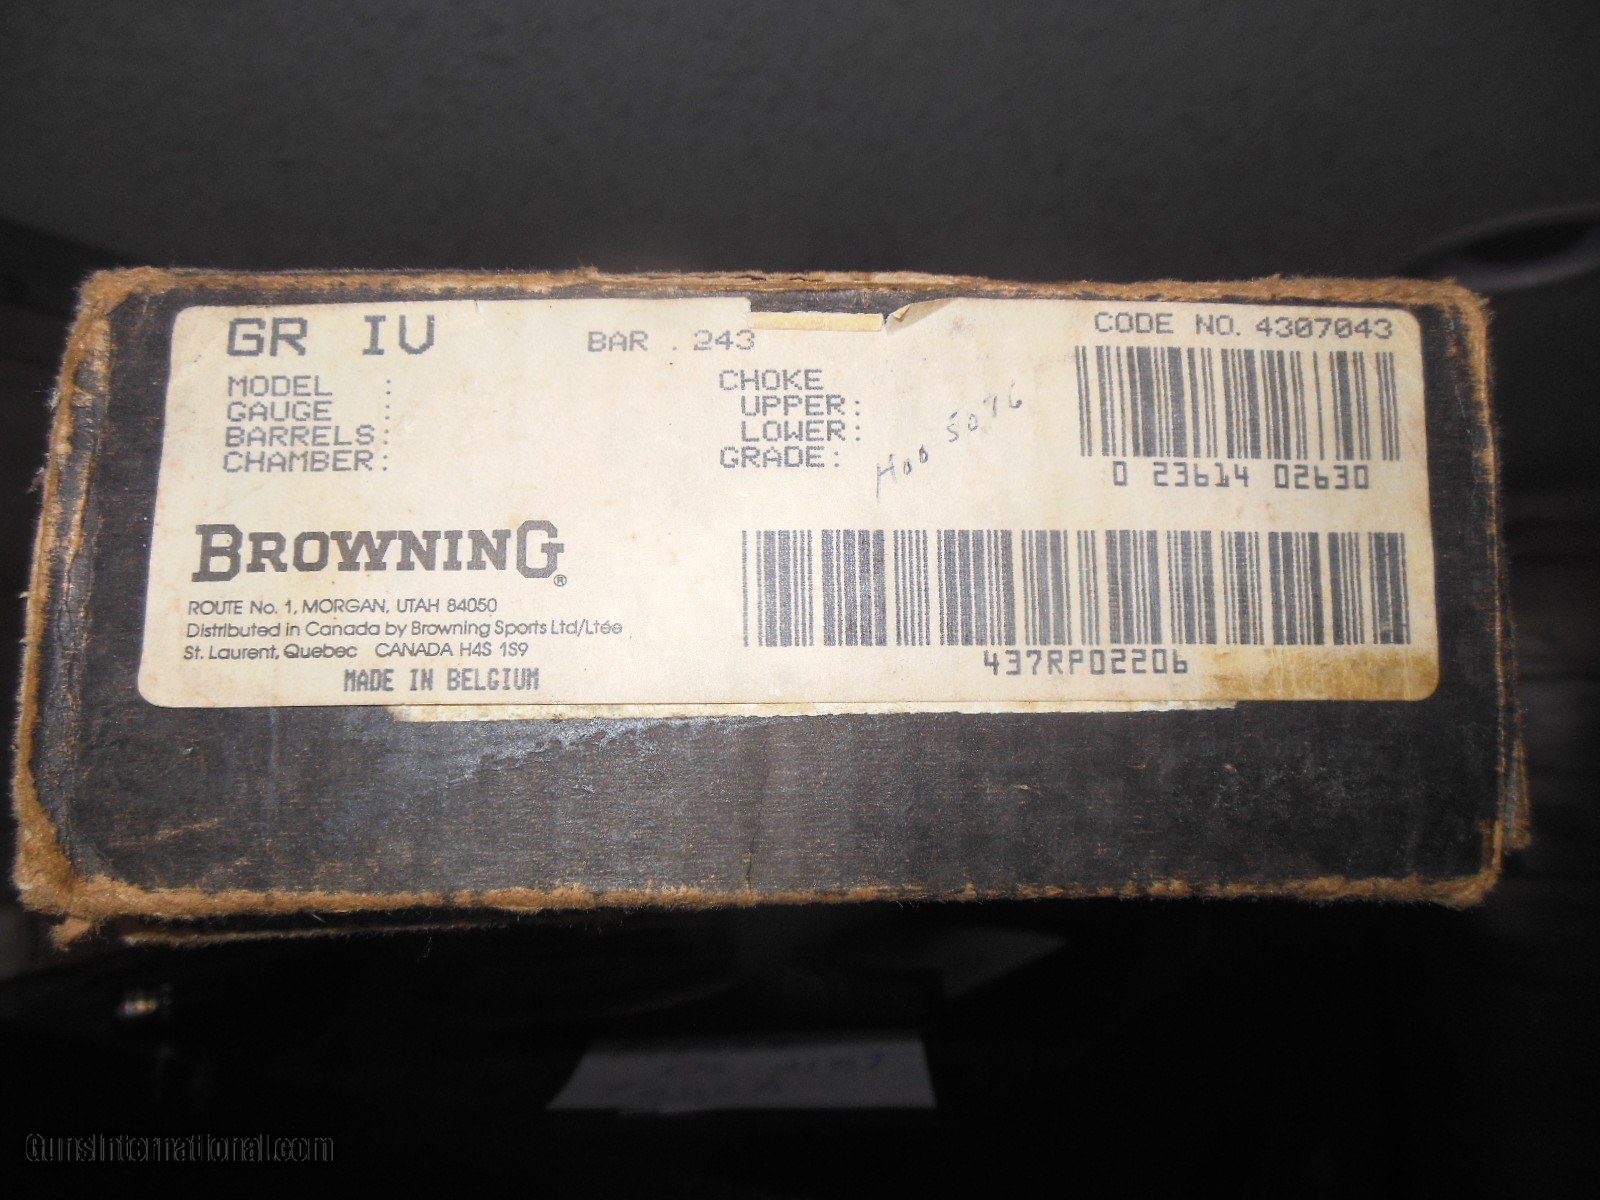 GR IV
BAR .243
CODE NO. 4307043
MODEL :
GAUGE :
BARRELS:
CHAMBER:
CHOKE
UPPER:
LOWER:
GRADE:
0 23614 02630
BROWNING®
ROUTE No. 1, MORGAN, UTAH 84050
Distributed in Canada by Browning Sports Ltd/Ltée
St. Laurent, Quebec CANADA H4S 1S9
MADE IN BELGIUM
437RP02206
GunsInternational.com